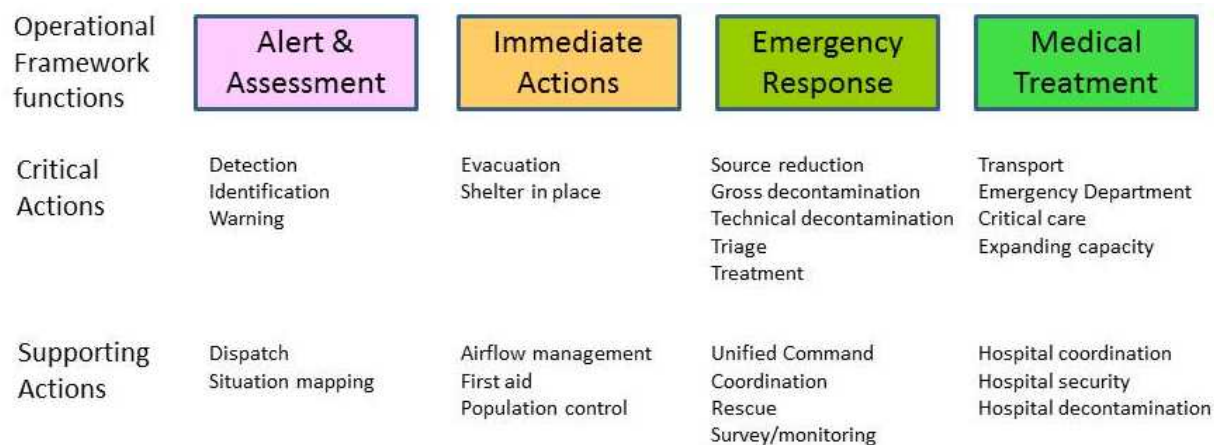 Operational
Framework
functions
Alert &
Assessment
Immediate
Actions
Emergency
Response
Medical
Treatment
Critical
Actions
Detection
Identification
Warning
Evacuation
Shelter in place
Source reduction
Gross decontamination
Technical decontamination
Triage
Treatment
Transport
Emergency Department
Critical care
Expanding capacity
Supporting
Actions
Dispatch
Situation mapping
Airflow management
First aid
Population control
Unified Command
Coordination
Rescue
Survey/monitoring
Hospital coordination
Hospital security
Hospital decontamination